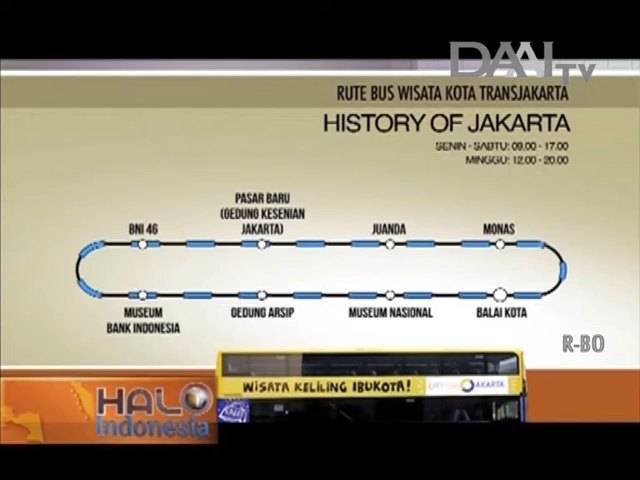 DAAI TV
RUTE BUS WISATA KOTA TRANSJAKARTA
HISTORY OF JAKARTA
SENIN - SABTU: 09.00 - 17.00
MINGGU: 12.00 - 20.00
PASAR BARU
(GEDUNG KESENIAN
JAKARTA)
BNI 46
JUANDA
MONAS
MUSEUM
BANK INDONESIA
GEDUNG ARSIP
MUSEUM NASIONAL
BALAI KOTA
R-BO
WISATA KELILING IBUKOTA!
CITY
JAKARTA
HALO
Indonesia